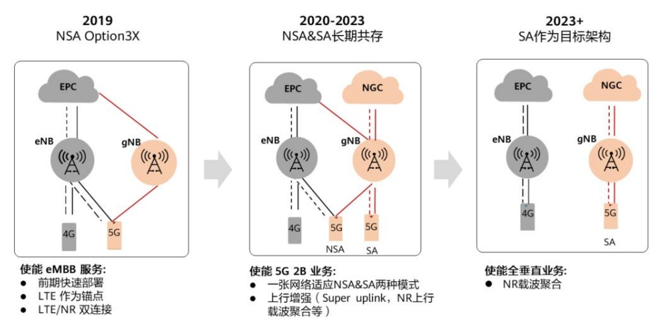 2019
NSA Option3X
EPC
eNB
gNB
4G
5G
使能 eMBB 服务:
• 前期快速部署
• LTE 作为锚点
• LTE/NR 双连接
2020-2023
NSA&SA长期共存
EPC
NGC
eNB
gNB
4G
5G
5G
NSA
SA
使能 5G 2B 业务:
• 一张网络适应NSA&SA两种模式
• 上行增强（Super uplink，NR上行
载波聚合等）
2023+
SA作为目标架构
EPC
NGC
eNB
gNB
4G
5G
SA
使能全垂直业务:
• NR载波聚合